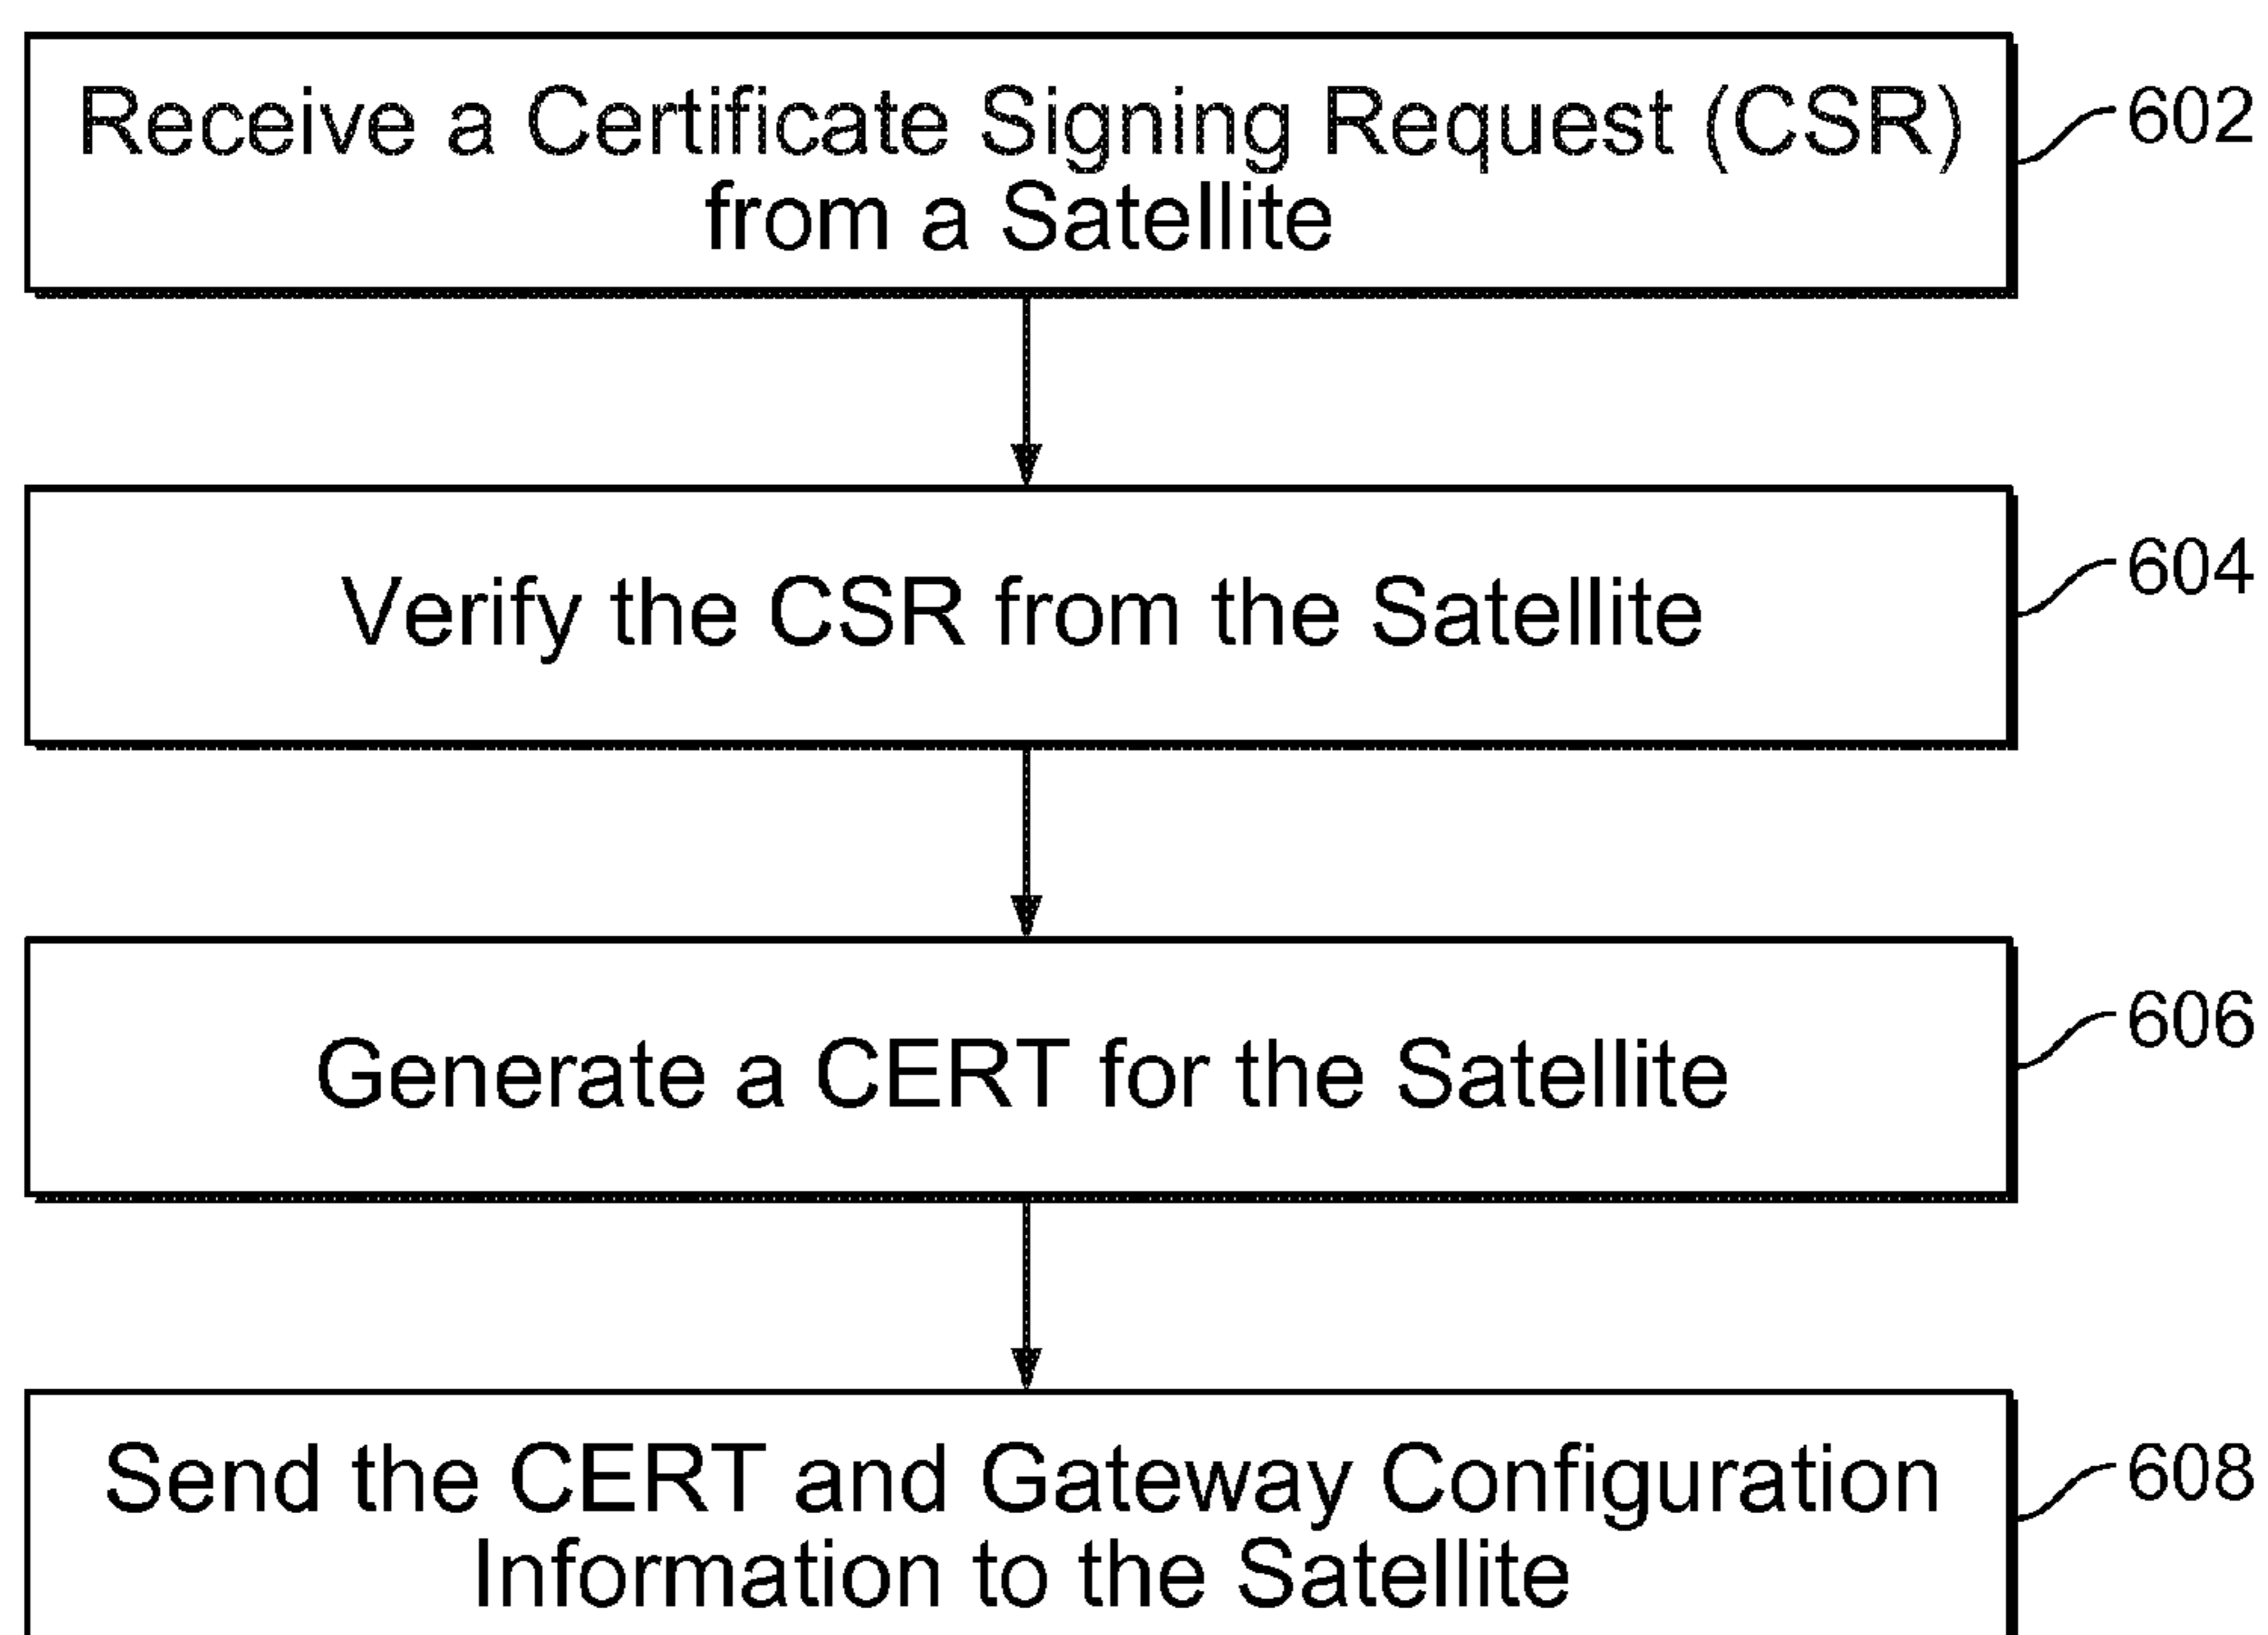 Receive a Certificate Signing Request (CSR)
from a Satellite
602
Verify the CSR from the Satellite
604
Generate a CERT for the Satellite
606
Send the CERT and Gateway Configuration
Information to the Satellite
608